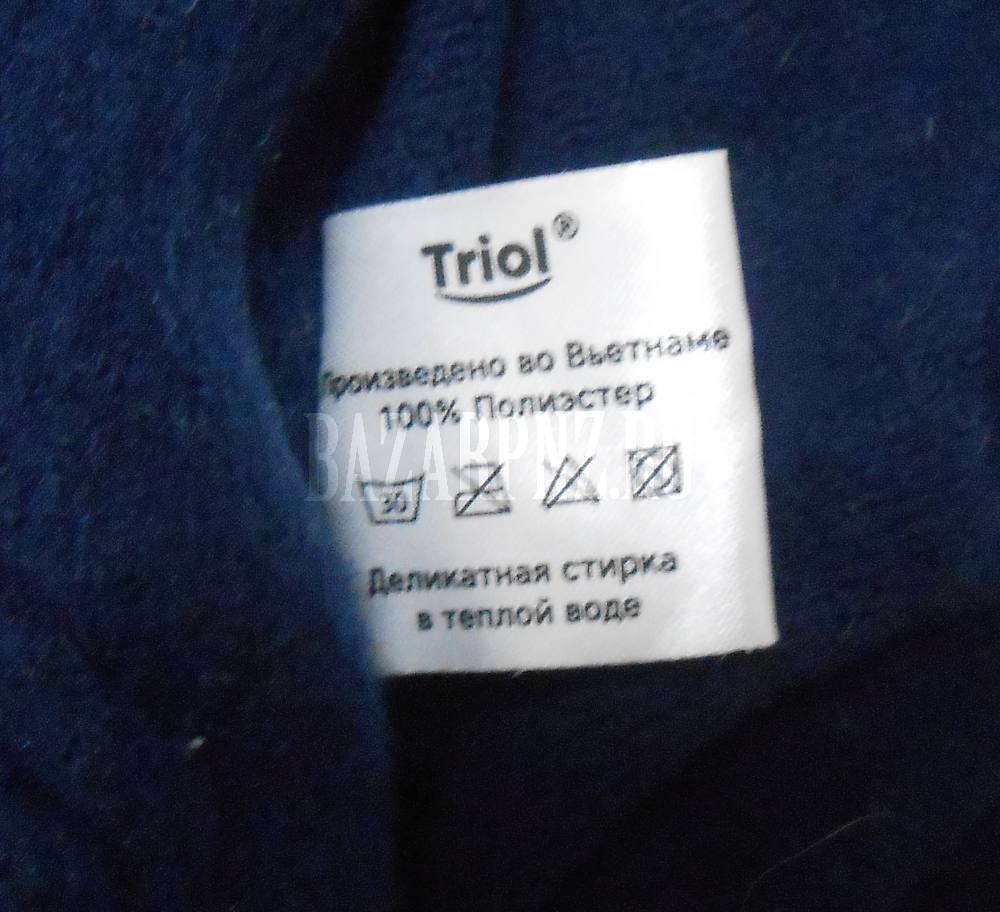 Triol®
Произведено во Вьетнаме
100% Полиэстер
BAZARPNZ.RU
30
Деликатная стирка
в теплой воде